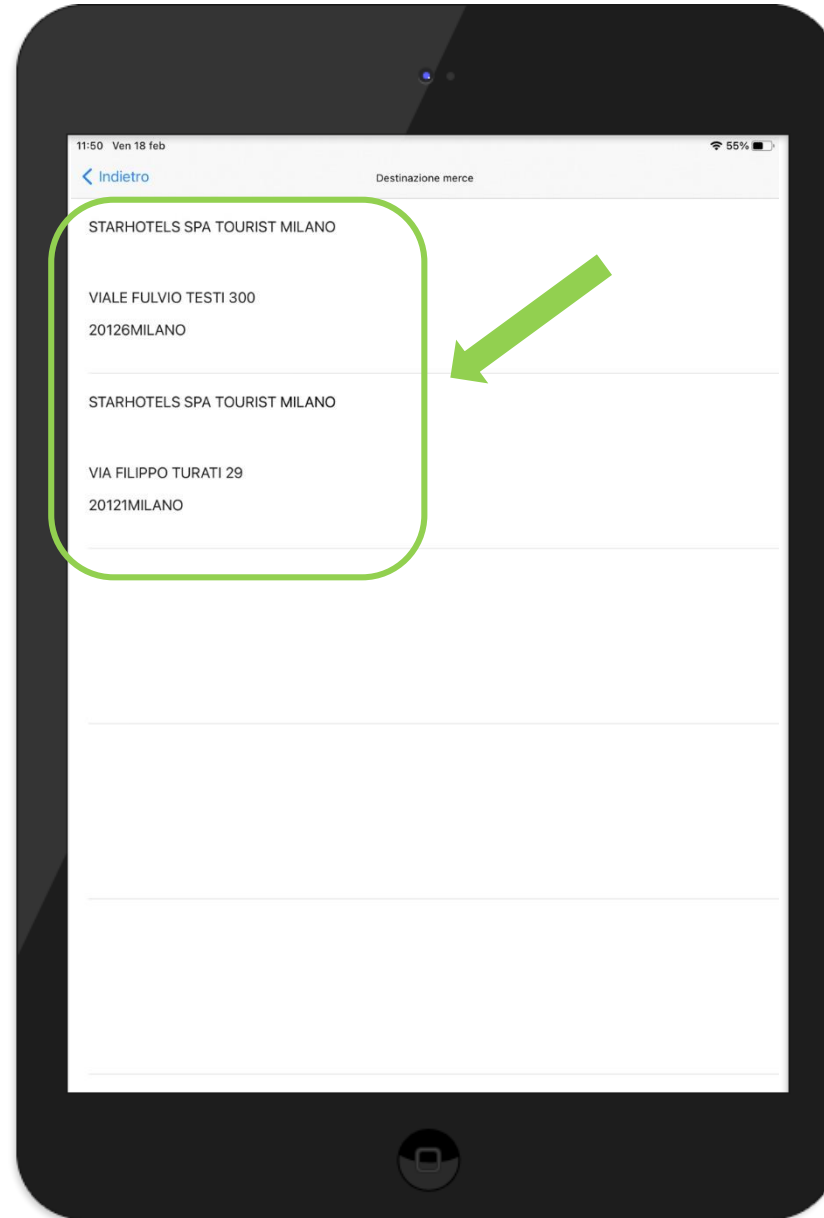 11:50 Ven 18 feb 55%
Indietro Destinazione merce
STARHOTELS SPA TOURIST MILANO
VIALE FULVIO TESTI 300
20126MILANO
STARHOTELS SPA TOURIST MILANO
VIA FILIPPO TURATI 29
20121MILANO